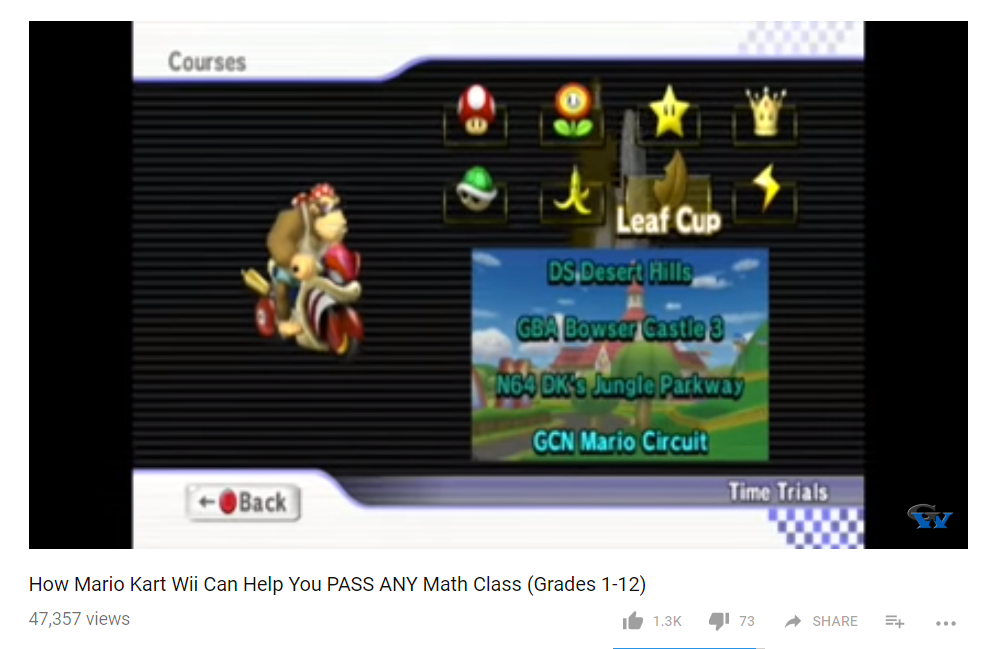 Courses
Leaf Cup
DS Desert Hills
GBA Bowser Castle 3
N64 DK's Jungle Parkway
GCN Mario Circuit
Back
Time Trials
How Mario Kart Wii Can Help You PASS ANY Math Class (Grades 1-12)
47,357 views
1.3K
73
SHARE